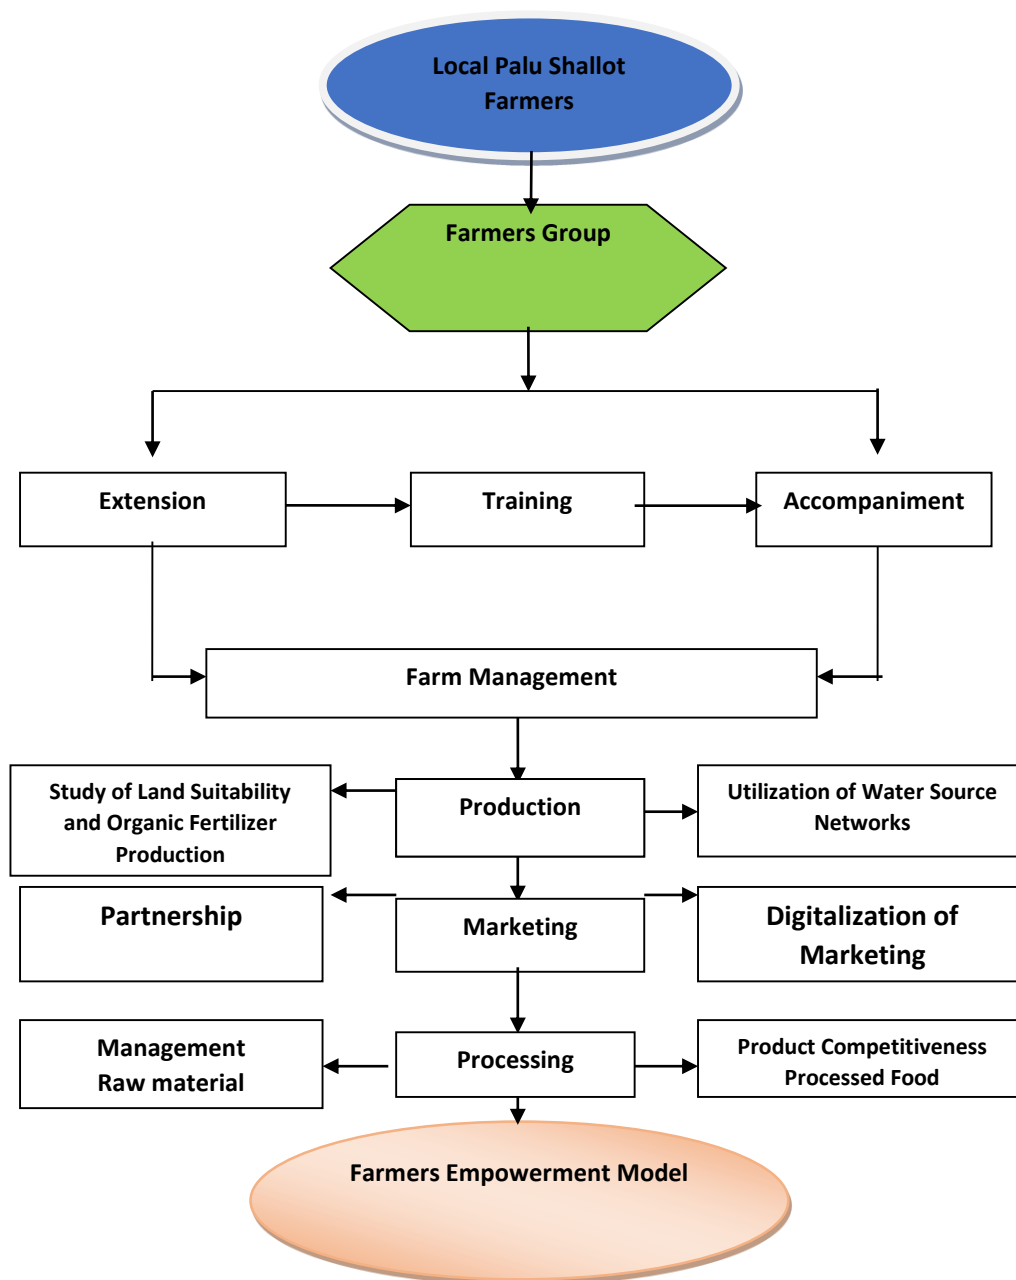 Local Palu Shallot
Farmers
Farmers Group
Extension
Training
Accompaniment
Farm Management
Study of Land Suitability
and Organic Fertilizer
Production
Production
Utilization of Water Source
Networks
Partnership
Marketing
Digitalization of
Marketing
Management
Raw material
Processing
Product Competitiveness
Processed Food
Farmers Empowerment Model